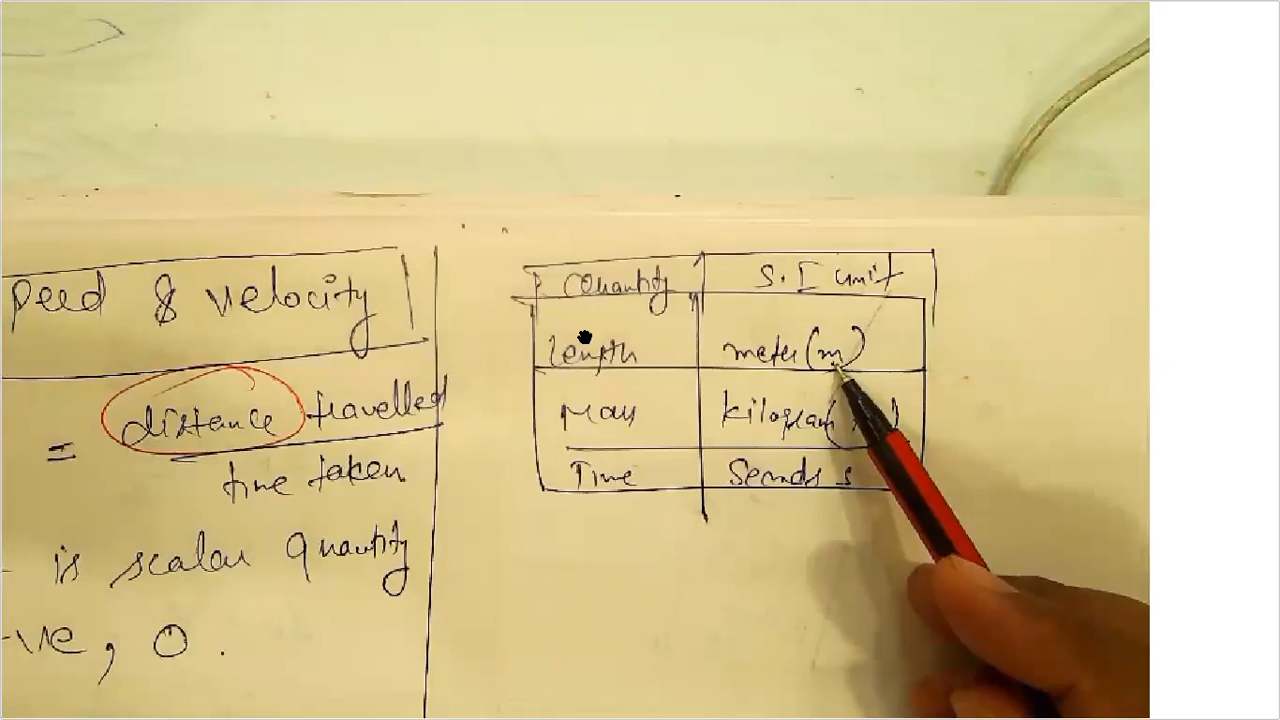 peed & velocity
= distance travelled
time taken
is scalar quantity
-ve, 0.
Quantity S.I unit
length meter (m)
Mass kilogram
Time Seconds s